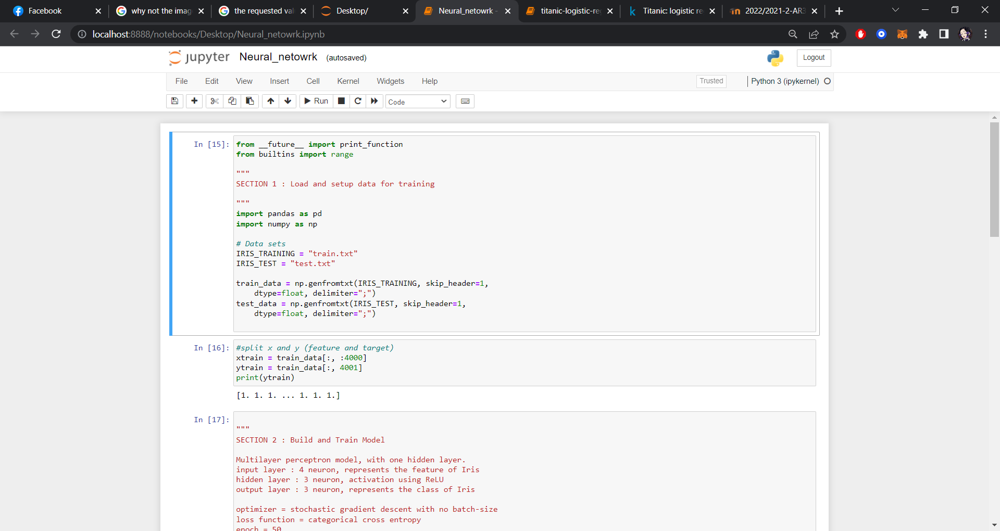 Facebook
why not the imag
the requested val
Desktop/
Neural_netowrk -
titanic-logistic-re
Titanic: logistic re
2022/2021-2-AR3
localhost:8888/notebooks/Desktop/Neural_netowrk.ipynb
jupyter Neural_netowrk (autosaved)
Logout
File Edit View Insert Cell Kernel Widgets Help
Trusted
Python 3 (ipykernel)
Run
Code
In [15]:
from __future__ import print_function
from builtins import range
"""
SECTION 1 : Load and setup data for training
"""
import pandas as pd
import numpy as np
# Data sets
IRIS_TRAINING = "train.txt"
IRIS_TEST = "test.txt"
train_data = np.genfromtxt(IRIS_TRAINING, skip_header=1,
dtype=float, delimiter=";")
test_data = np.genfromtxt(IRIS_TEST, skip_header=1,
dtype=float, delimiter=";")
In [16]:
#split x and y (feature and target)
xtrain = train_data[:, :4000]
ytrain = train_data[:, 4001]
print(ytrain)
[1. 1. 1. ... 1. 1. 1.]
In [17]:
"""
SECTION 2 : Build and Train Model
Multilayer perceptron model, with one hidden layer.
input layer : 4 neuron, represents the feature of Iris
hidden layer : 3 neuron, activation using ReLU
output layer : 3 neuron, represents the class of Iris
optimizer = stochastic gradient descent with no batch-size
loss function = categorical cross entropy
epoch = 50